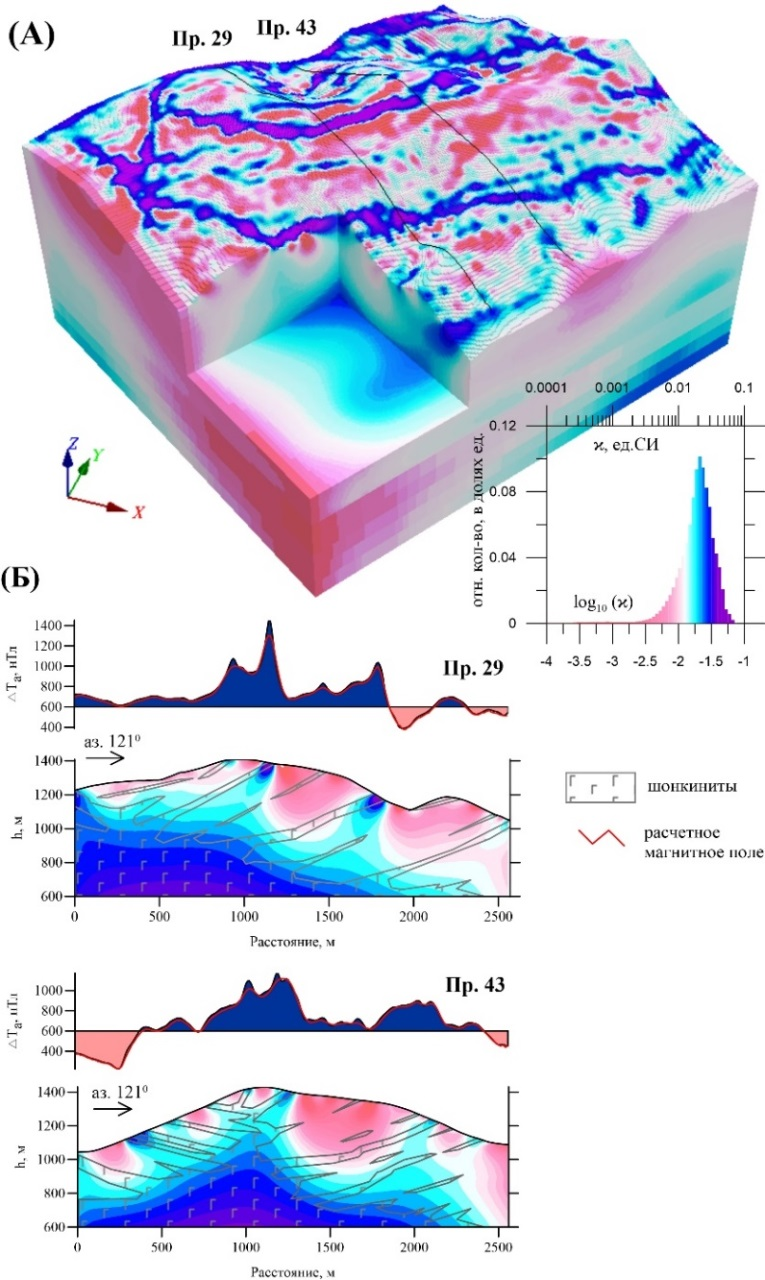 (А)
Пр. 29
Пр. 43
Z
Y
X
0.0001 0.001 0.01 0.1
ϰ, ед.СИ
0.12
0.08
0.04
0
отн. кол-во, в долях ед.
log₁₀ (ϰ)
-4 -3.5 -3 -2.5 -2 -1.5 -1
(Б)
Пр. 29
△Tа, нТл
1400
1200
1000
800
600
400
аз. 121⁰
h, м
1400
1200
1000
800
600
0 500 1000 1500 2000 2500
Расстояние, м
шонкиниты
расчетное
магнитное поле
Пр. 43
△Tа, нТл
1000
800
600
400
аз. 121⁰
h, м
1400
1200
1000
800
600
0 500 1000 1500 2000 2500
Расстояние, м